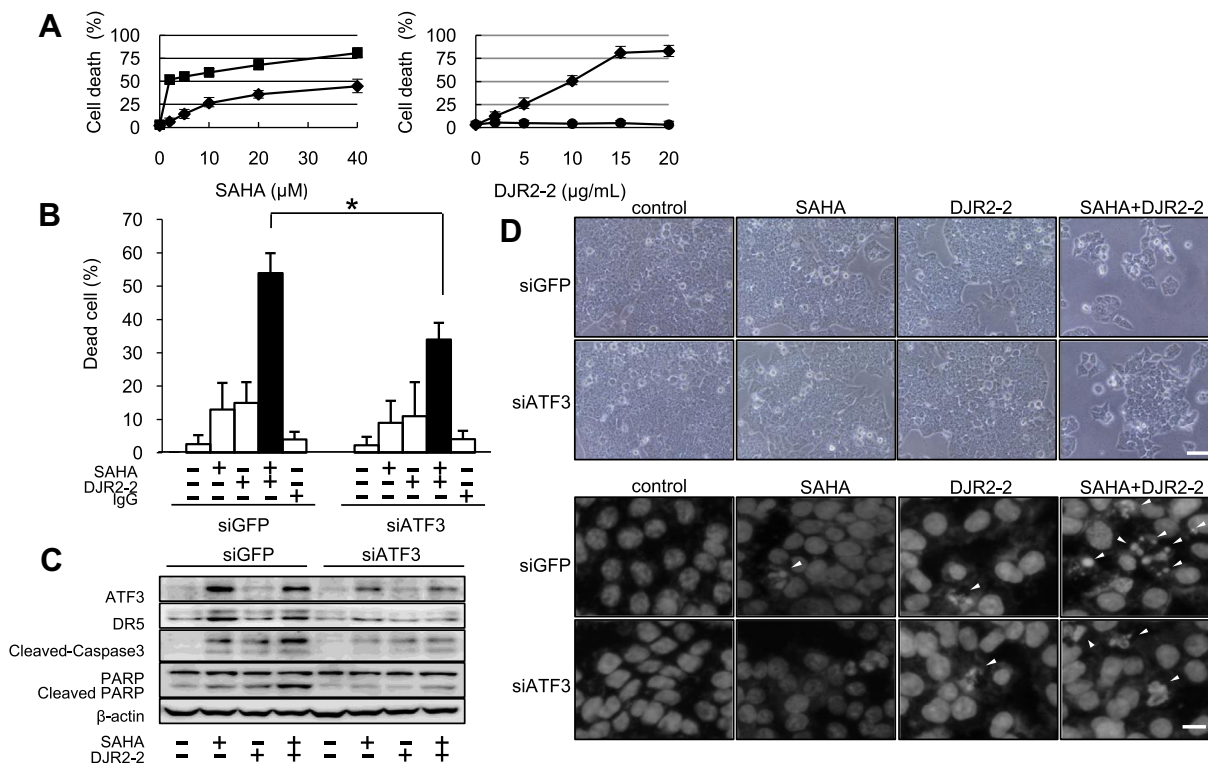 A
Cell death (%)
100
75
50
25
0
0 10 20 30 40
SAHA (μM)
Cell death (%)
100
75
50
25
0
0 5 10 15 20
DJR2-2 (μg/mL)
B
Dead cell (%)
70
60
50
40
30
20
10
0
*
SAHA − + − + − − + − + −
DJR2-2 − − + + − − − + + −
IgG − − − − + − − − − +
siGFP siATF3
C
siGFP siATF3
ATF3
DR5
Cleaved-Caspase3
PARP
Cleaved PARP
β-actin
SAHA − + − + − + − +
DJR2-2 − − + + − − + +
D
control SAHA DJR2-2 SAHA+DJR2-2
siGFP
siATF3
control SAHA DJR2-2 SAHA+DJR2-2
siGFP
siATF3